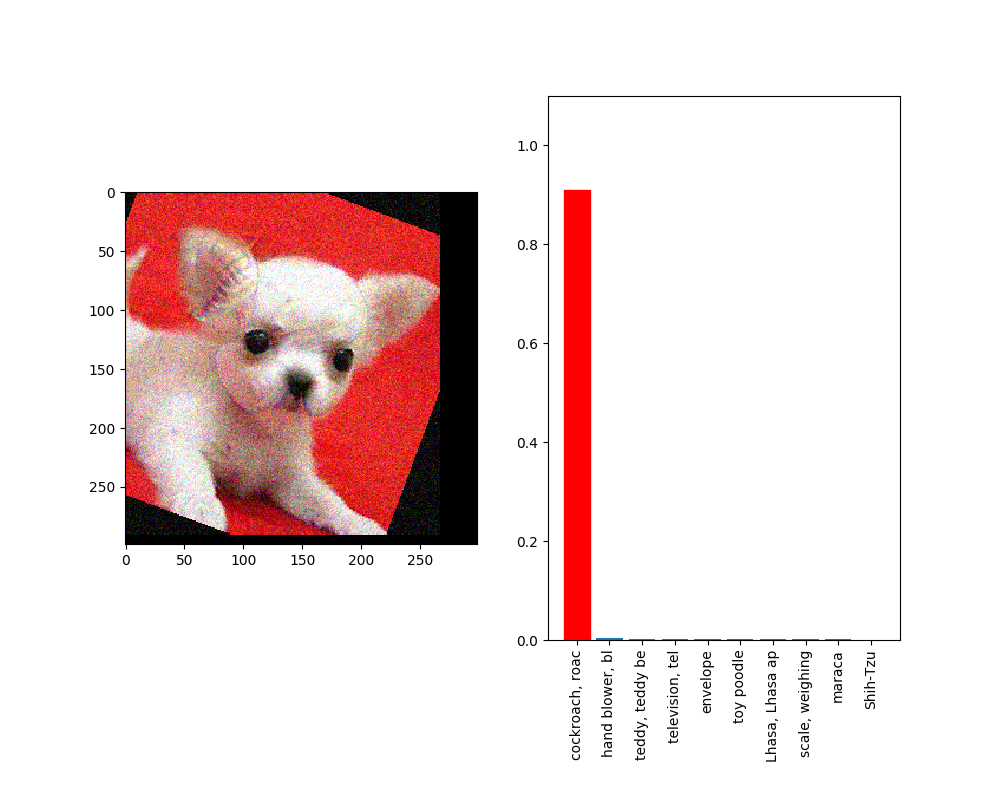 0
50
100
150
200
250
0 50 100 150 200 250
1.0
0.8
0.6
0.4
0.2
0.0
cockroach, roac
hand blower, bl
teddy, teddy be
television, tel
envelope
toy poodle
Lhasa, Lhasa ap
scale, weighing
maraca
Shih-Tzu